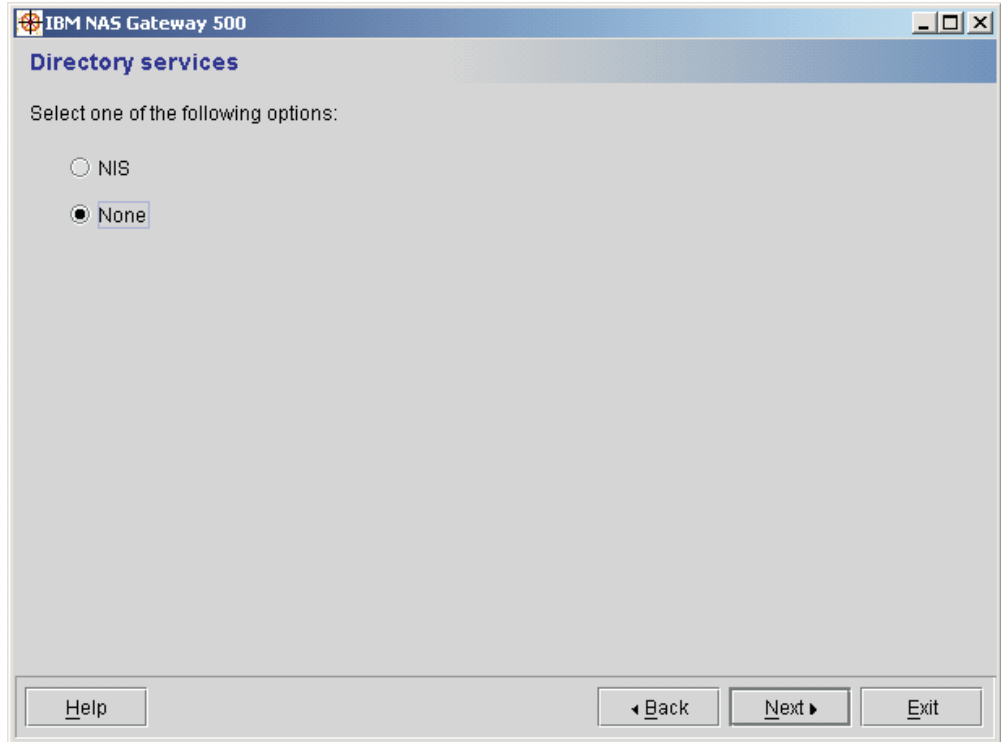 IBM NAS Gateway 500
Directory services
Select one of the following options:
NIS
None
Help
Back
Next
Exit